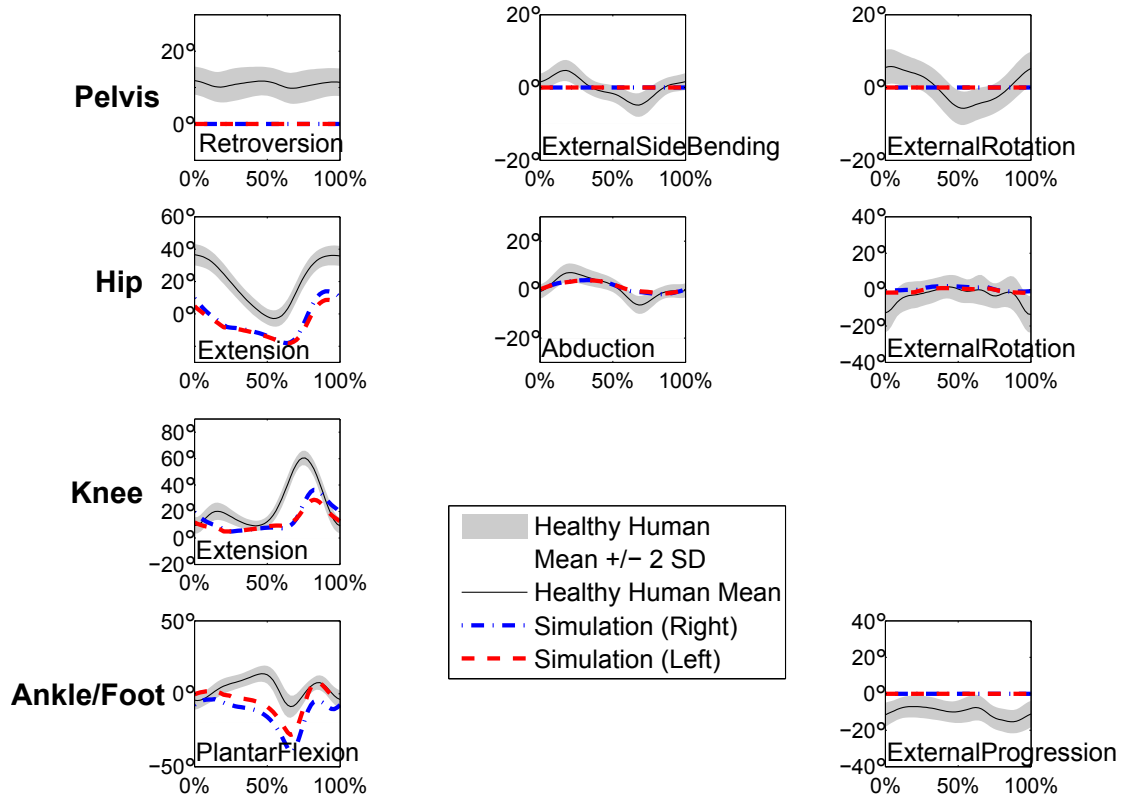 20°
0°
Pelvis
Retroversion
0% 50% 100%
20°
0°
−20°
ExternalSideBending
0% 50% 100%
20°
0°
−20°
ExternalRotation
0% 50% 100%
60°
40°
20°
0°
Hip
Extension
0% 50% 100%
20°
0°
−20°
Abduction
0% 50% 100%
40°
20°
0°
−20°
−40°
ExternalRotation
0% 50% 100%
80°
60°
40°
20°
0°
−20°
Knee
Extension
0% 50% 100%
Healthy Human
Mean +/− 2 SD
Healthy Human Mean
Simulation (Right)
Simulation (Left)
50°
0°
−50°
Ankle/Foot
PlantarFlexion
0% 50% 100%
40°
20°
0°
−20°
−40°
ExternalProgression
0% 50% 100%